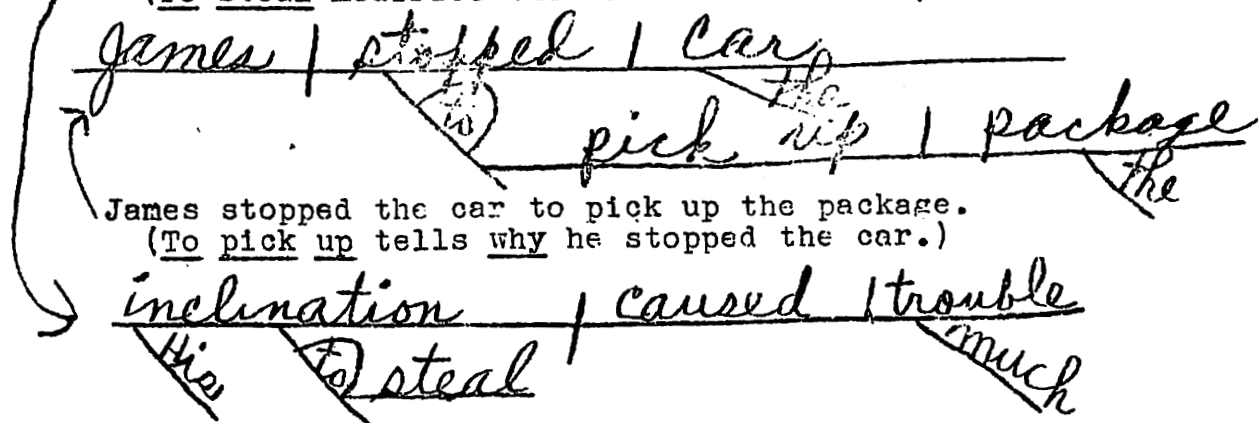 James | stopped | car
the
to
pick up | package
the
James stopped the car to pick up the package.
(To pick up tells why he stopped the car.)
inclination | caused | trouble
His to steal much